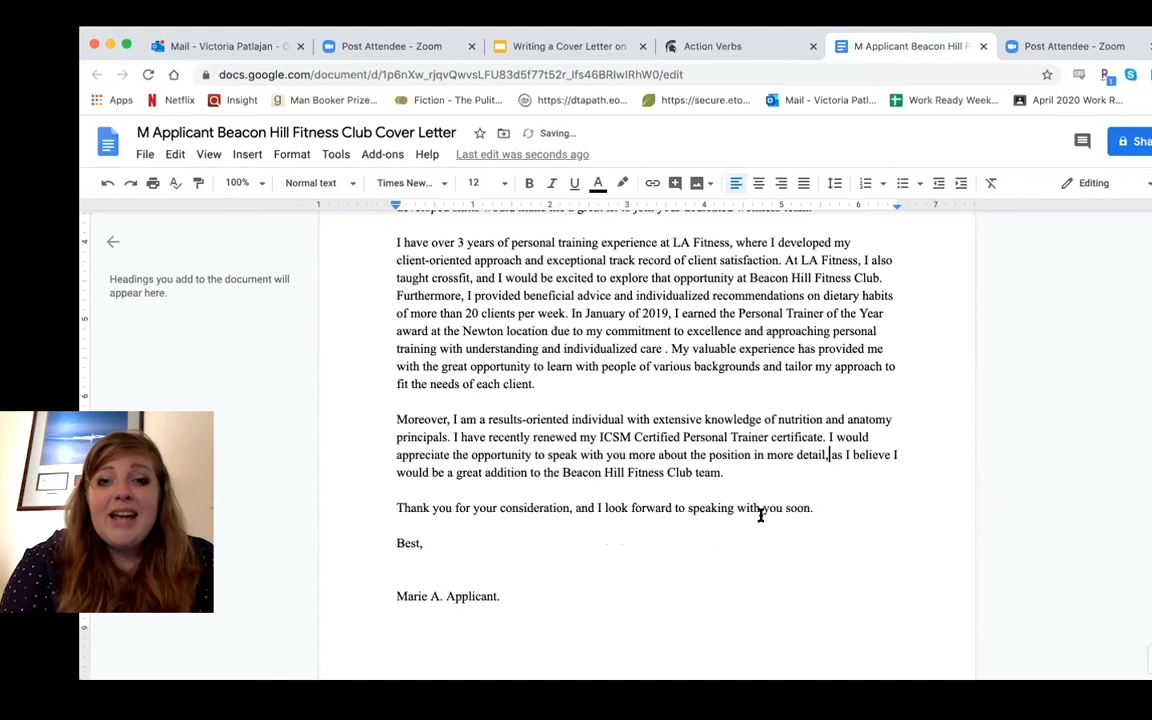 Mail - Victoria Patlajan - O
Post Attendee - Zoom
Writing a Cover Letter on
Action Verbs
M Applicant Beacon Hill F
Post Attendee - Zoom
docs.google.com/document/d/1p6nXw_rjqvQwvsLFU83d5f77t52r_lfs46BRIwIRhW0/edit
Apps
Netflix
Insight
Man Booker Prize...
Fiction - The Pulit...
https://dtapath.eo...
https://secure.eto...
Mail - Victoria Patl...
Work Ready Week...
April 2020 Work R...
M Applicant Beacon Hill Fitness Club Cover Letter
Saving...
File Edit View Insert Format Tools Add-ons Help
Last edit was seconds ago
Sha
100%
Normal text
Times New...
12
Editing
Headings you add to the document will
appear here.
I have over 3 years of personal training experience at LA Fitness, where I developed my
client-oriented approach and exceptional track record of client satisfaction. At LA Fitness, I also
taught crossfit, and I would be excited to explore that opportunity at Beacon Hill Fitness Club.
Furthermore, I provided beneficial advice and individualized recommendations on dietary habits
of more than 20 clients per week. In January of 2019, I earned the Personal Trainer of the Year
award at the Newton location due to my commitment to excellence and approaching personal
training with understanding and individualized care . My valuable experience has provided me
with the great opportunity to learn with people of various backgrounds and tailor my approach to
fit the needs of each client.
Moreover, I am a results-oriented individual with extensive knowledge of nutrition and anatomy
principals. I have recently renewed my ICSM Certified Personal Trainer certificate. I would
appreciate the opportunity to speak with you more about the position in more detail, as I believe I
would be a great addition to the Beacon Hill Fitness Club team.
Thank you for your consideration, and I look forward to speaking with you soon.
Best,
Marie A. Applicant.